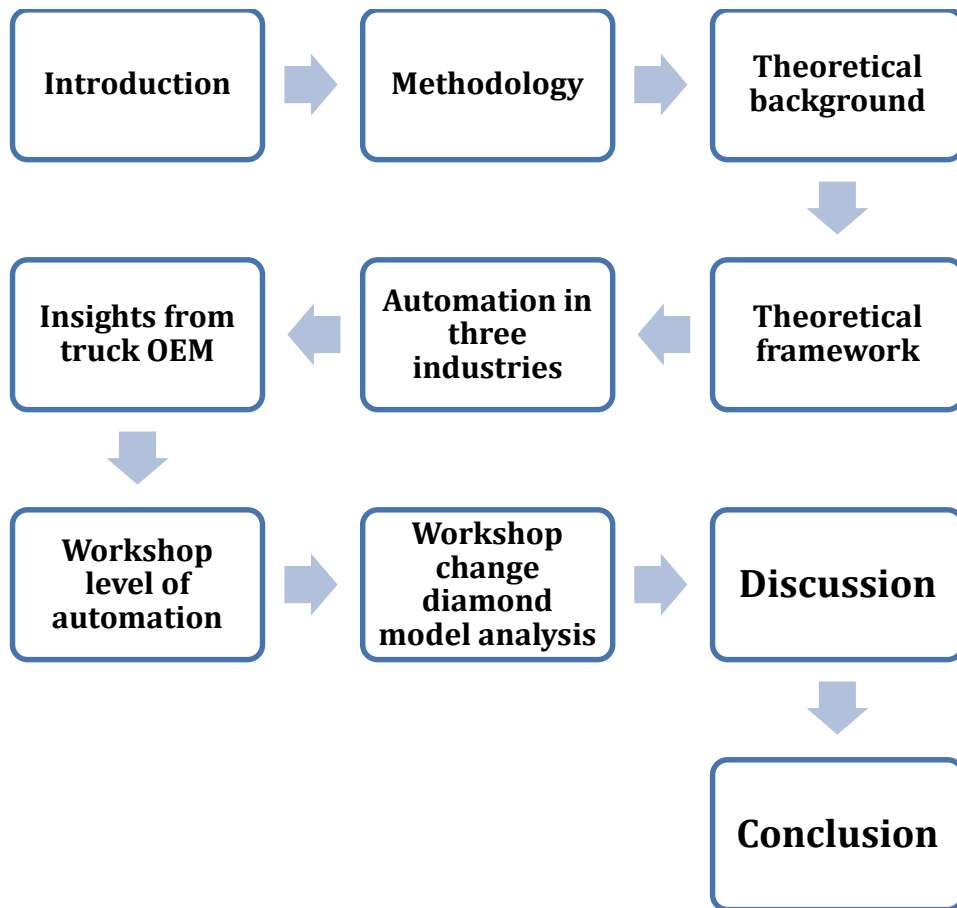 Introduction
Methodology
Theoretical
background
Theoretical
framework
Automation in
three
industries
Insights from
truck OEM
Workshop
level of
automation
Workshop
change
diamond
model analysis
Discussion
Conclusion